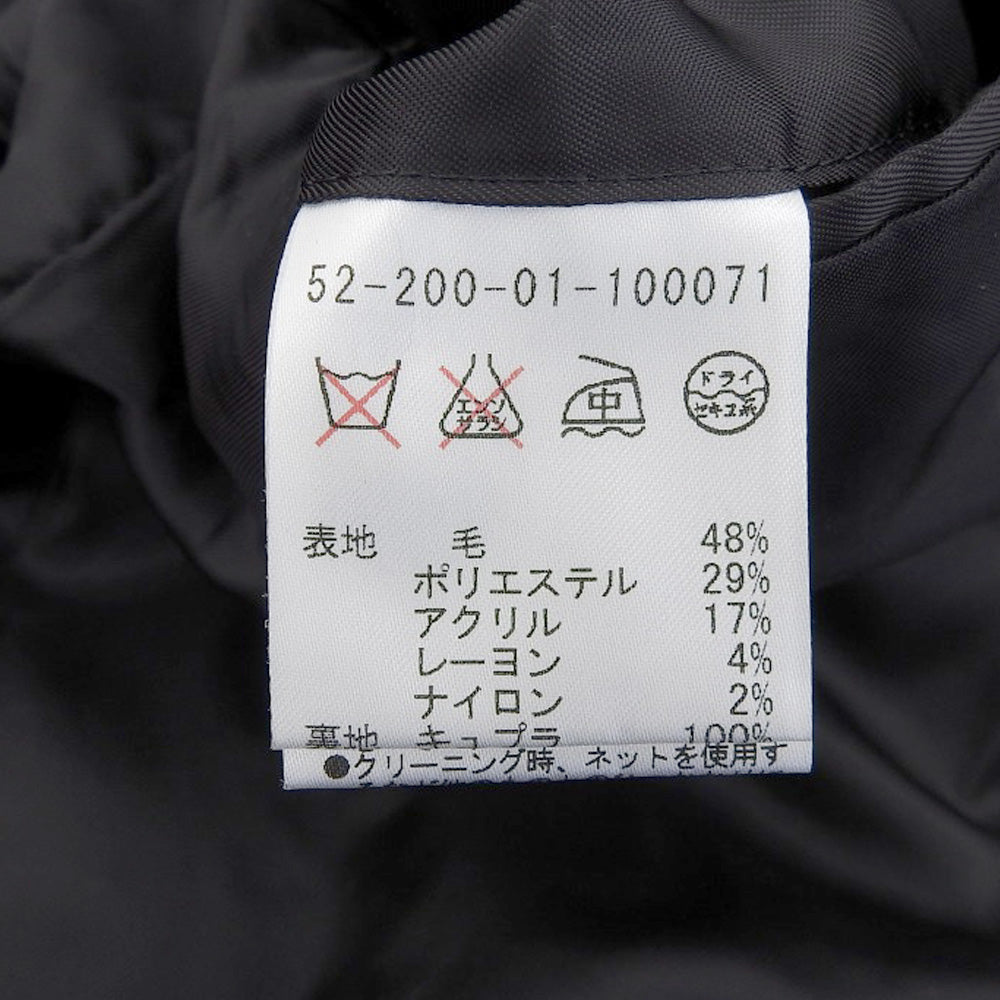 52-200-01-100071
エンソ サラシ
中
ドライ
セキユ系
表地 毛 48%
ポリエステル 29%
アクリル 17%
レーヨン 4%
ナイロン 2%
裏地 キュプラ 100%
●クリーニング時、ネットを使用す